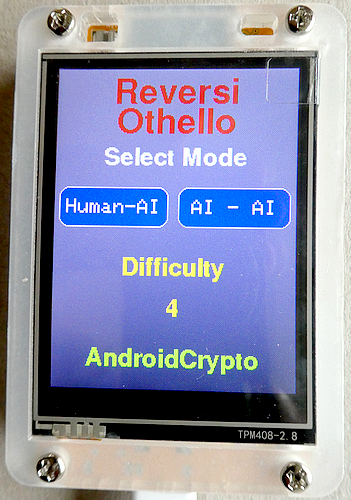 Reversi
Othello
Select Mode
Human-AI AI - AI
Difficulty
4
AndroidCrypto
TPM408-2.8